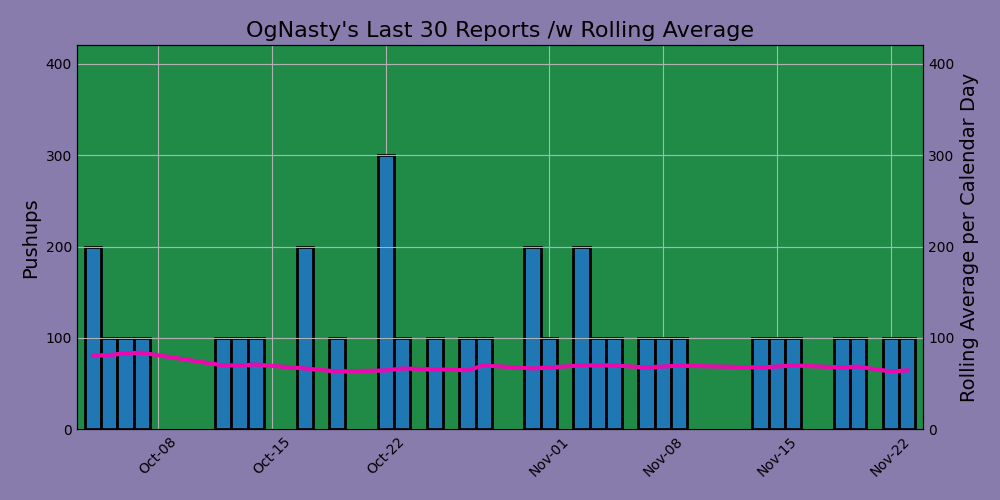 OgNasty's Last 30 Reports /w Rolling Average
Pushups
400
300
200
100
0
400
300
200
100
0
Rolling Average per Calendar Day
Oct-08
Oct-15
Oct-22
Nov-01
Nov-08
Nov-15
Nov-22